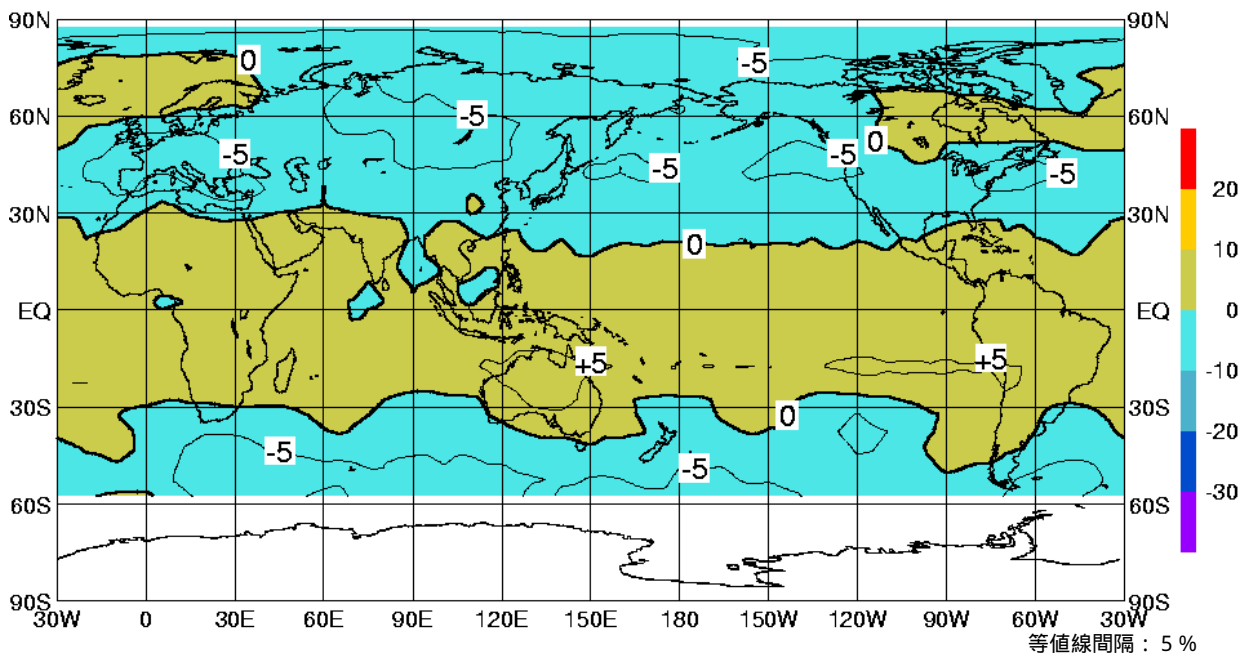 90N 90N
0 -5
60N -5 60N
-5 0
-5 -5 -5
20
30N 30N
0 10
EQ EQ 0
+5 +5
-10
30S 30S
0
-5 -20
-5
-30
60S 60S
90S 90S
30W 0 30E 60E 90E 120E 150E 180 150W 120W 90W 60W 30W
等値線間隔： 5 %